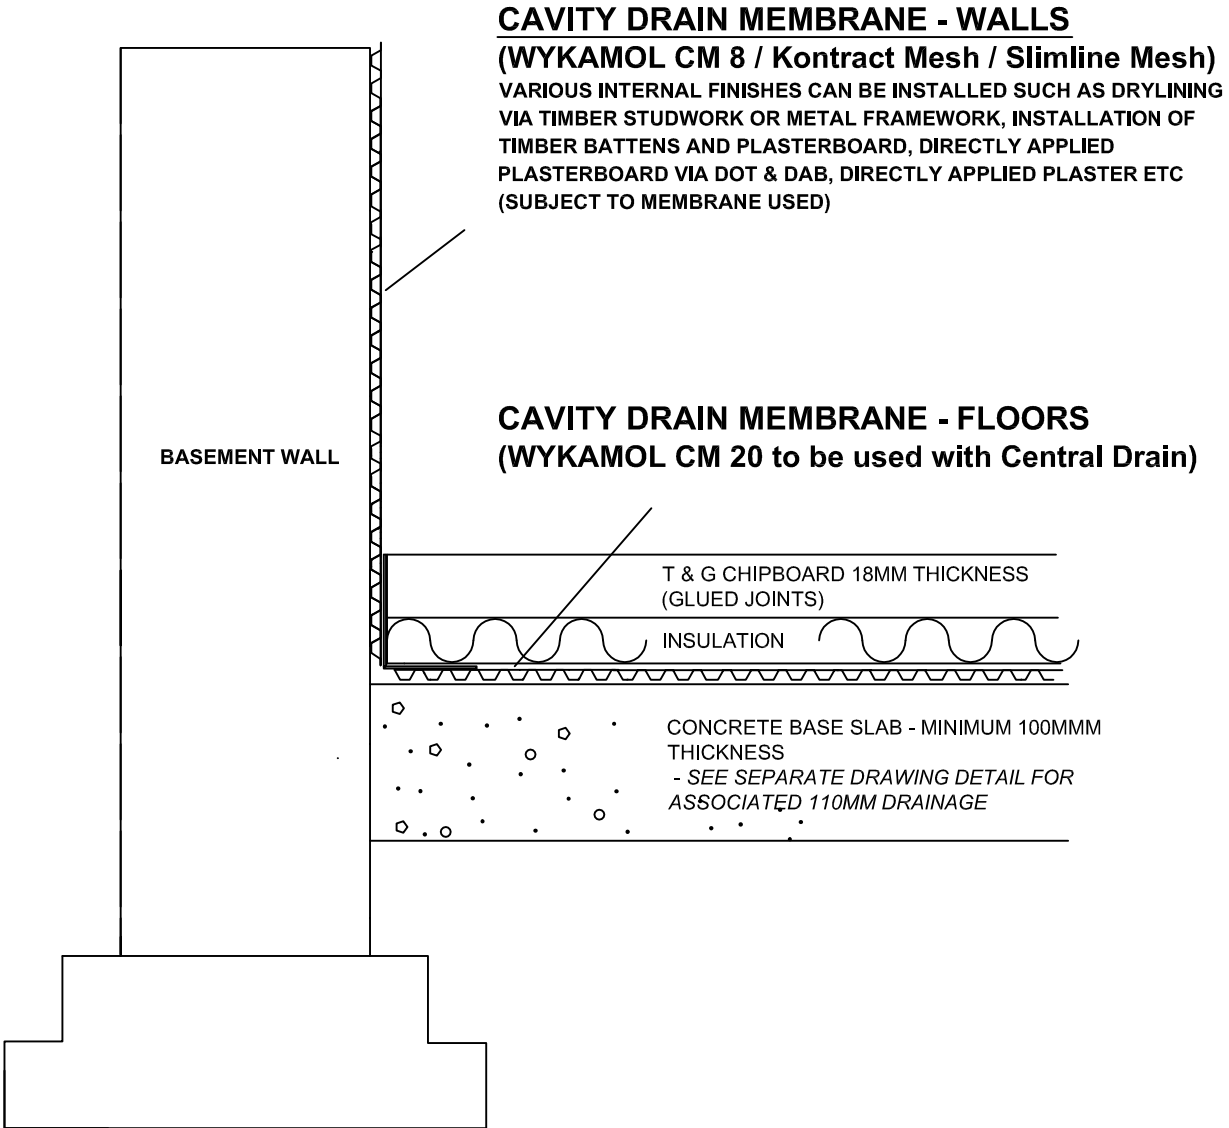 CAVITY DRAIN MEMBRANE - WALLS
(WYKAMOL CM 8 / Kontract Mesh / Slimline Mesh)
VARIOUS INTERNAL FINISHES CAN BE INSTALLED SUCH AS DRYLINING
VIA TIMBER STUDWORK OR METAL FRAMEWORK, INSTALLATION OF
TIMBER BATTENS AND PLASTERBOARD, DIRECTLY APPLIED
PLASTERBOARD VIA DOT & DAB, DIRECTLY APPLIED PLASTER ETC
(SUBJECT TO MEMBRANE USED)
CAVITY DRAIN MEMBRANE - FLOORS
(WYKAMOL CM 20 to be used with Central Drain)
BASEMENT WALL
T & G CHIPBOARD 18MM THICKNESS
(GLUED JOINTS)
INSULATION
CONCRETE BASE SLAB - MINIMUM 100MMM
THICKNESS
- SEE SEPARATE DRAWING DETAIL FOR
ASSOCIATED 110MM DRAINAGE